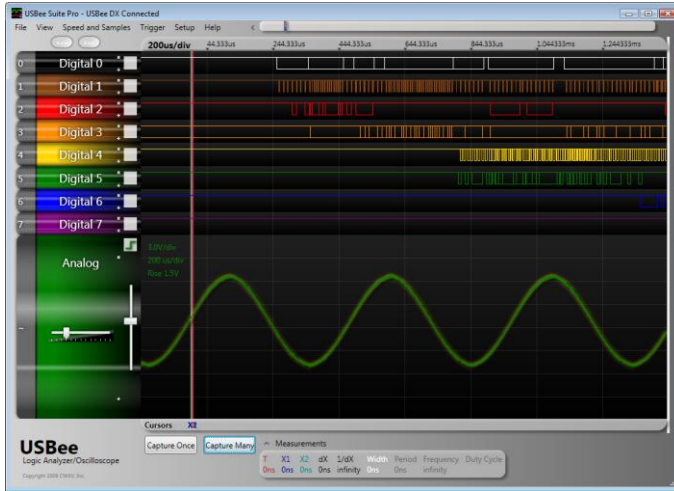 USBee Suite Pro - USBee DX Connected
File View Speed and Samples Trigger Setup Help
200us/div 44.333us 244.333us 444.333us 644.333us 844.333us 1.044333ms 1.244333ms
0 Digital 0
1 Digital 1
2 Digital 2
3 Digital 3
4 Digital 4
5 Digital 5
6 Digital 6
7 Digital 7
Analog
3.0V/div
200 us/div
Rise 1.5V
Cursors X2
USBee
Logic Analyzer/Oscilloscope
Capture Once Capture Many Measurements
T X1 X2 dX 1/dX Width Period Frequency Duty Cycle
0ns 0ns 0ns 0ns infinity 0ns 0ns infinity